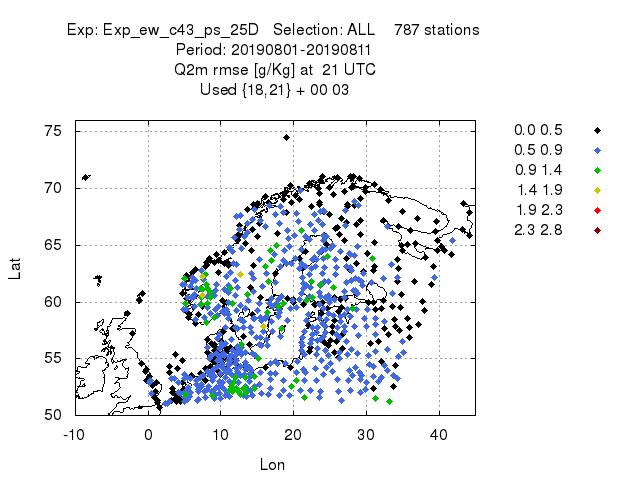 Exp: Exp_ew_c43_ps_25D   Selection: ALL    787 stations
Period: 20190801-20190811
Q2m rmse [g/Kg] at  21 UTC
Used {18,21} + 00 03
0.0 0.5
0.5 0.9
0.9 1.4
1.4 1.9
1.9 2.3
2.3 2.8
75
70
65
60
55
50
Lat
-10 0 10 20 30 40
Lon